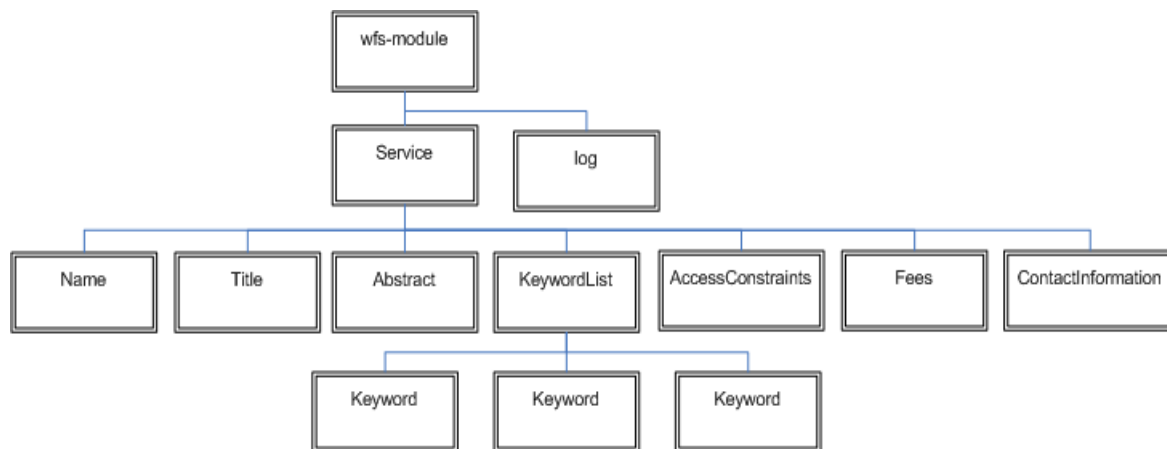 wfs-module
Service
log
Name
Title
Abstract
KeywordList
AccessConstraints
Fees
ContactInformation
Keyword
Keyword
Keyword